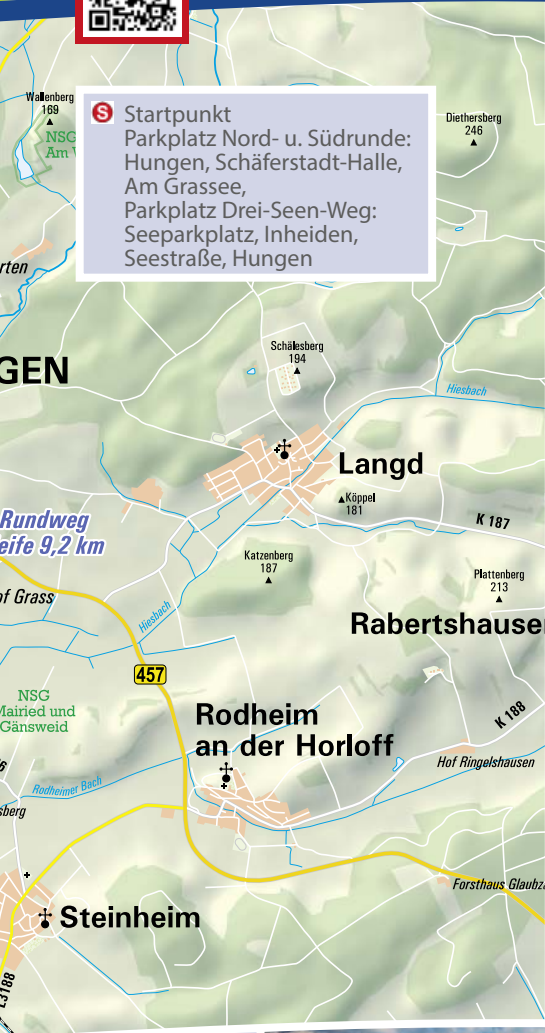 Wallenberg
169
NSG
Am
S Startpunkt
Parkplatz Nord- u. Südrunde:
Hungen, Schäferstadt-Halle,
Am Grassee,
Parkplatz Drei-Seen-Weg:
Seeparkplatz, Inheiden,
Seestraße, Hungen
Diethersberg
246
rten
GEN
Schälesberg
194
Hiesbach
Langd
Köppel
181
Rundweg
eife 9,2 km
K 187
Katzenberg
187
Plattenberg
213
of Grass
Hiesbach
Rabertshause
457
NSG
Mairied und
Gänsweid
Rodheim
an der Horloff
K 188
Hof Ringelshausen
6
Rodheimer Bach
sberg
Forsthaus Glaubz
Steinheim
L3188